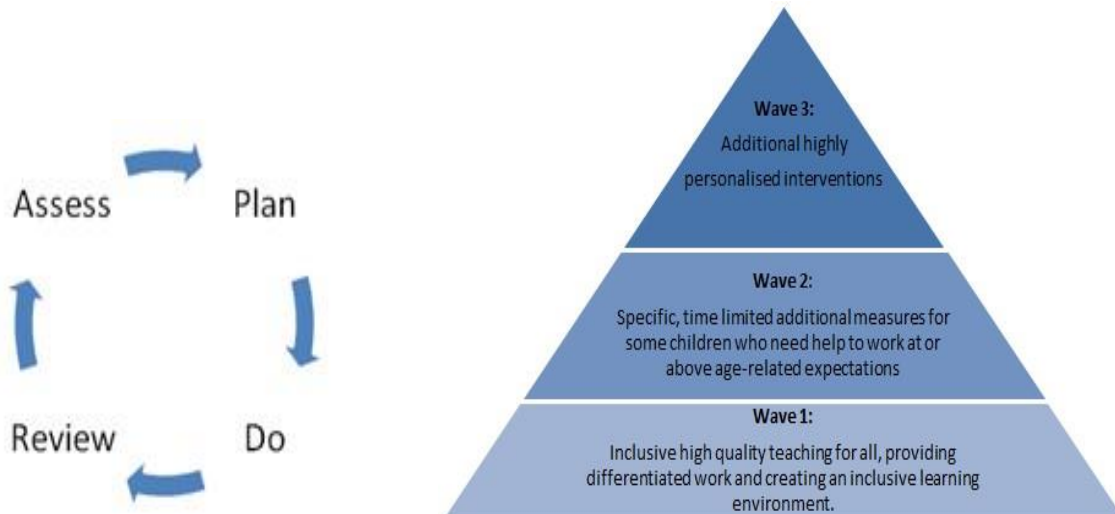 Assess
Plan
Do
Review
Wave 3:
Additional highly
personalised interventions
Wave 2:
Specific, time limited additional measures for
some children who need help to work at or
above age-related expectations
Wave 1:
Inclusive high quality teaching for all, providing
differentiated work and creating an inclusive learning
environment.